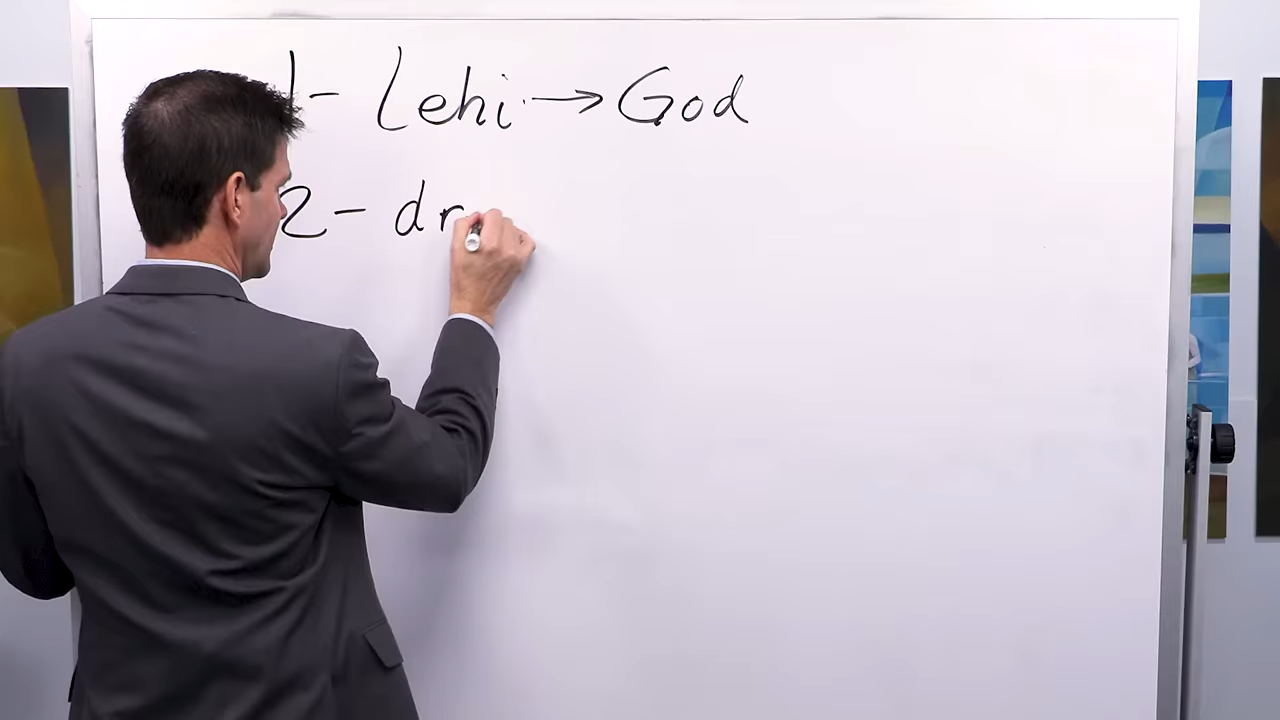 1- Lehi → God
2- dr